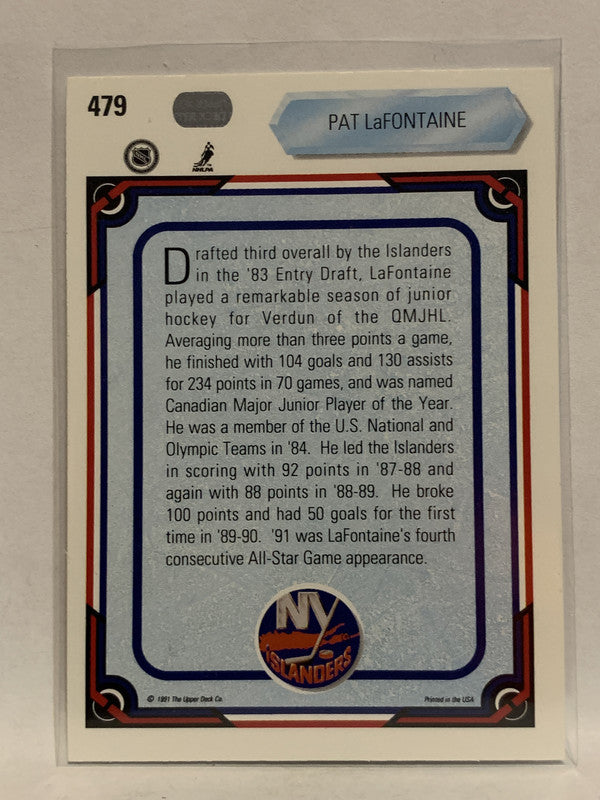 479
PAT LaFONTAINE
NHLPA
Drafted third overall by the Islanders
in the '83 Entry Draft, LaFontaine
played a remarkable season of junior
hockey for Verdun of the QMJHL.
Averaging more than three points a game,
he finished with 104 goals and 130 assists
for 234 points in 70 games, and was named
Canadian Major Junior Player of the Year.
He was a member of the U.S. National and
Olympic Teams in '84. He led the Islanders
in scoring with 92 points in '87-88 and
again with 88 points in '88-89. He broke
100 points and had 50 goals for the first
time in '89-90. '91 was LaFontaine's fourth
consecutive All-Star Game appearance.
NY
ISLANDERS
© 1991 The Upper Deck Co.
Printed in the USA